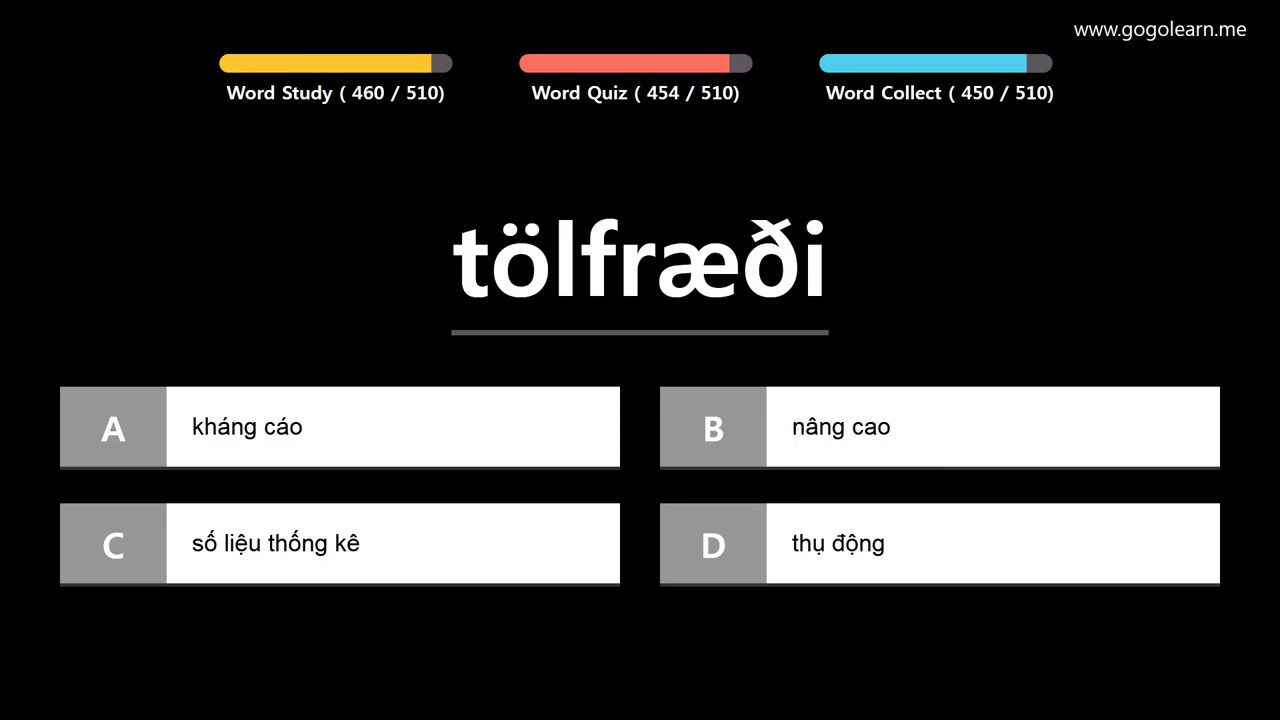 www.gogolearn.me
Word Study ( 460 / 510)
Word Quiz ( 454 / 510)
Word Collect ( 450 / 510)
tölfræði
A
kháng cáo
B
nâng cao
C
số liệu thống kê
D
thụ động